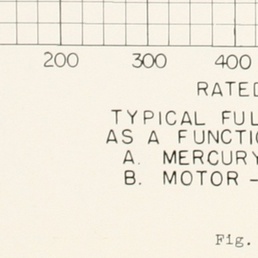 200 300 400
RATED
TYPICAL FUL
AS A FUNCTIO
A. MERCURY
B. MOTOR -
Fig.